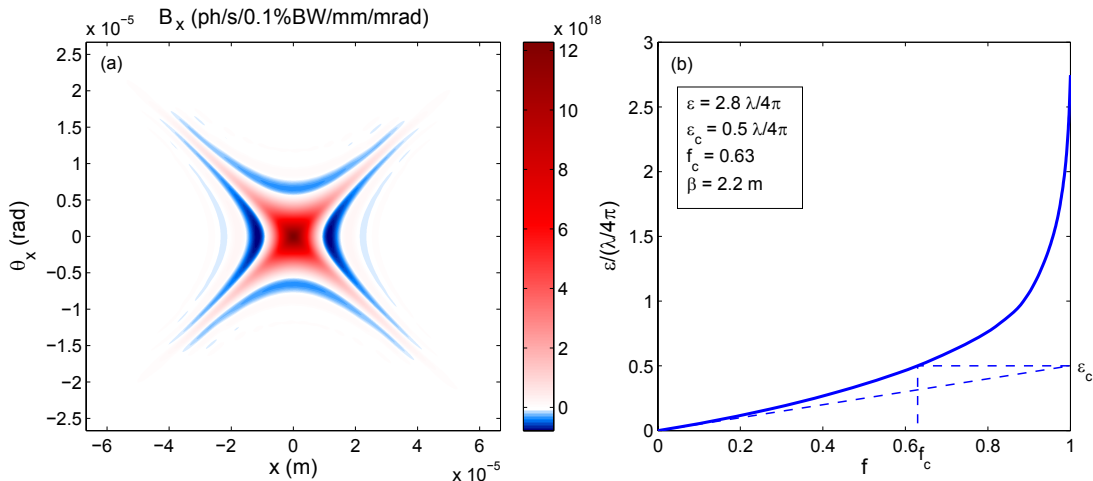 x 10⁻⁵
B_x (ph/s/0.1%BW/mm/mrad)
x 10¹⁸
(a)
2.5
2
1.5
1
0.5
0
−0.5
−1
−1.5
−2
−2.5
θ_x (rad)
−6
−4
−2
0
2
4
6
x (m)
x 10⁻⁵
12
10
8
6
4
2
0
(b)
ε = 2.8 λ/4π
ε_c = 0.5 λ/4π
f_c = 0.63
β = 2.2 m
3
2.5
2
1.5
1
0.5
0
ε/(λ/4π)
ε_c
0
0.2
0.4
0.6
f_c
0.8
1
f